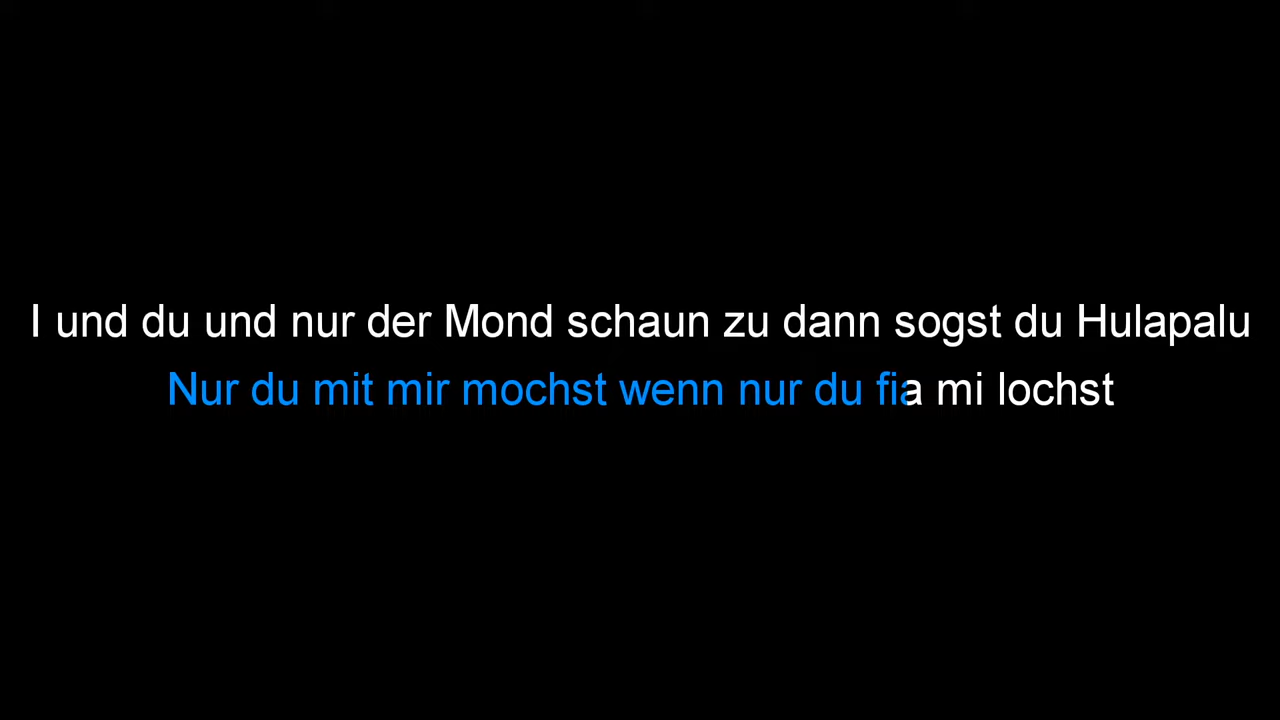 I und du und nur der Mond schaun zu dann sogst du Hulapalu
Nur du mit mir mochst wenn nur du fia mi lochst